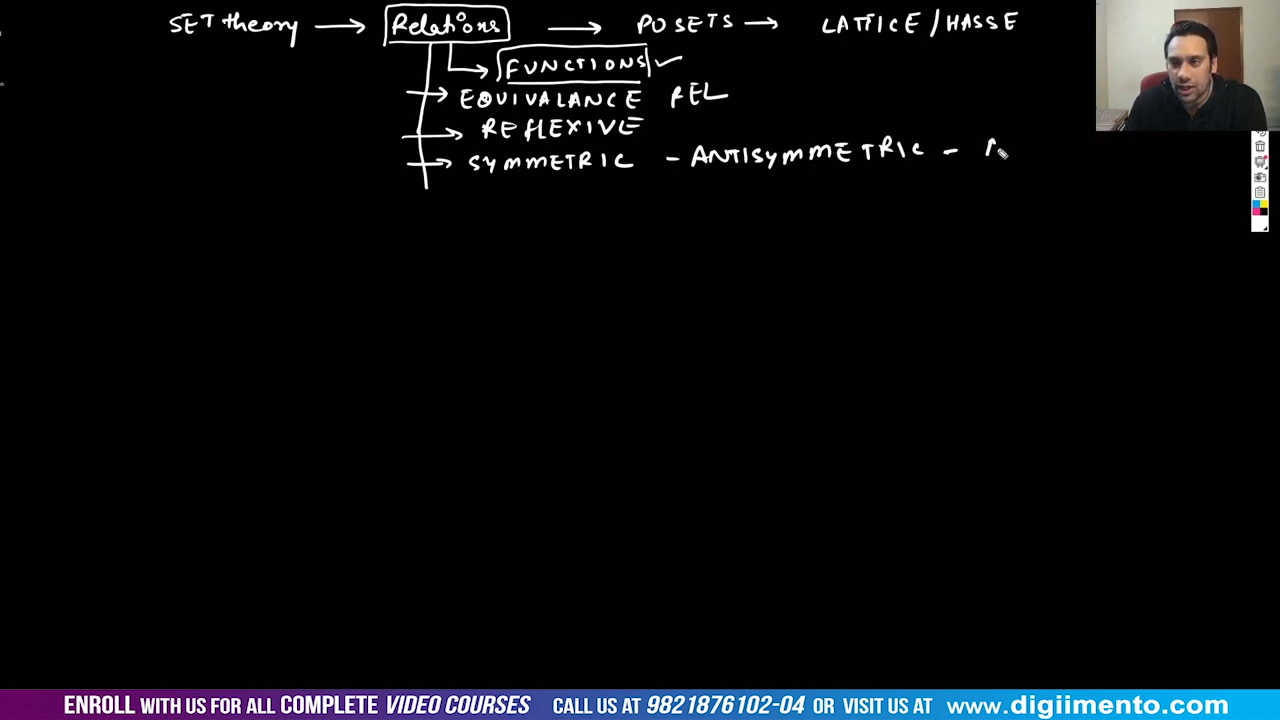 SET theory → Relations → POSETS → LATTICE / HASSE
FUNCTIONS ✓
EQUIVALANCE REL
REFLEXIVE
SYMMETRIC - ANTISYMMETRIC -
ENROLL WITH US FOR ALL COMPLETE VIDEO COURSES CALL US AT 9821876102-04 OR VISIT US AT www.digiimento.com